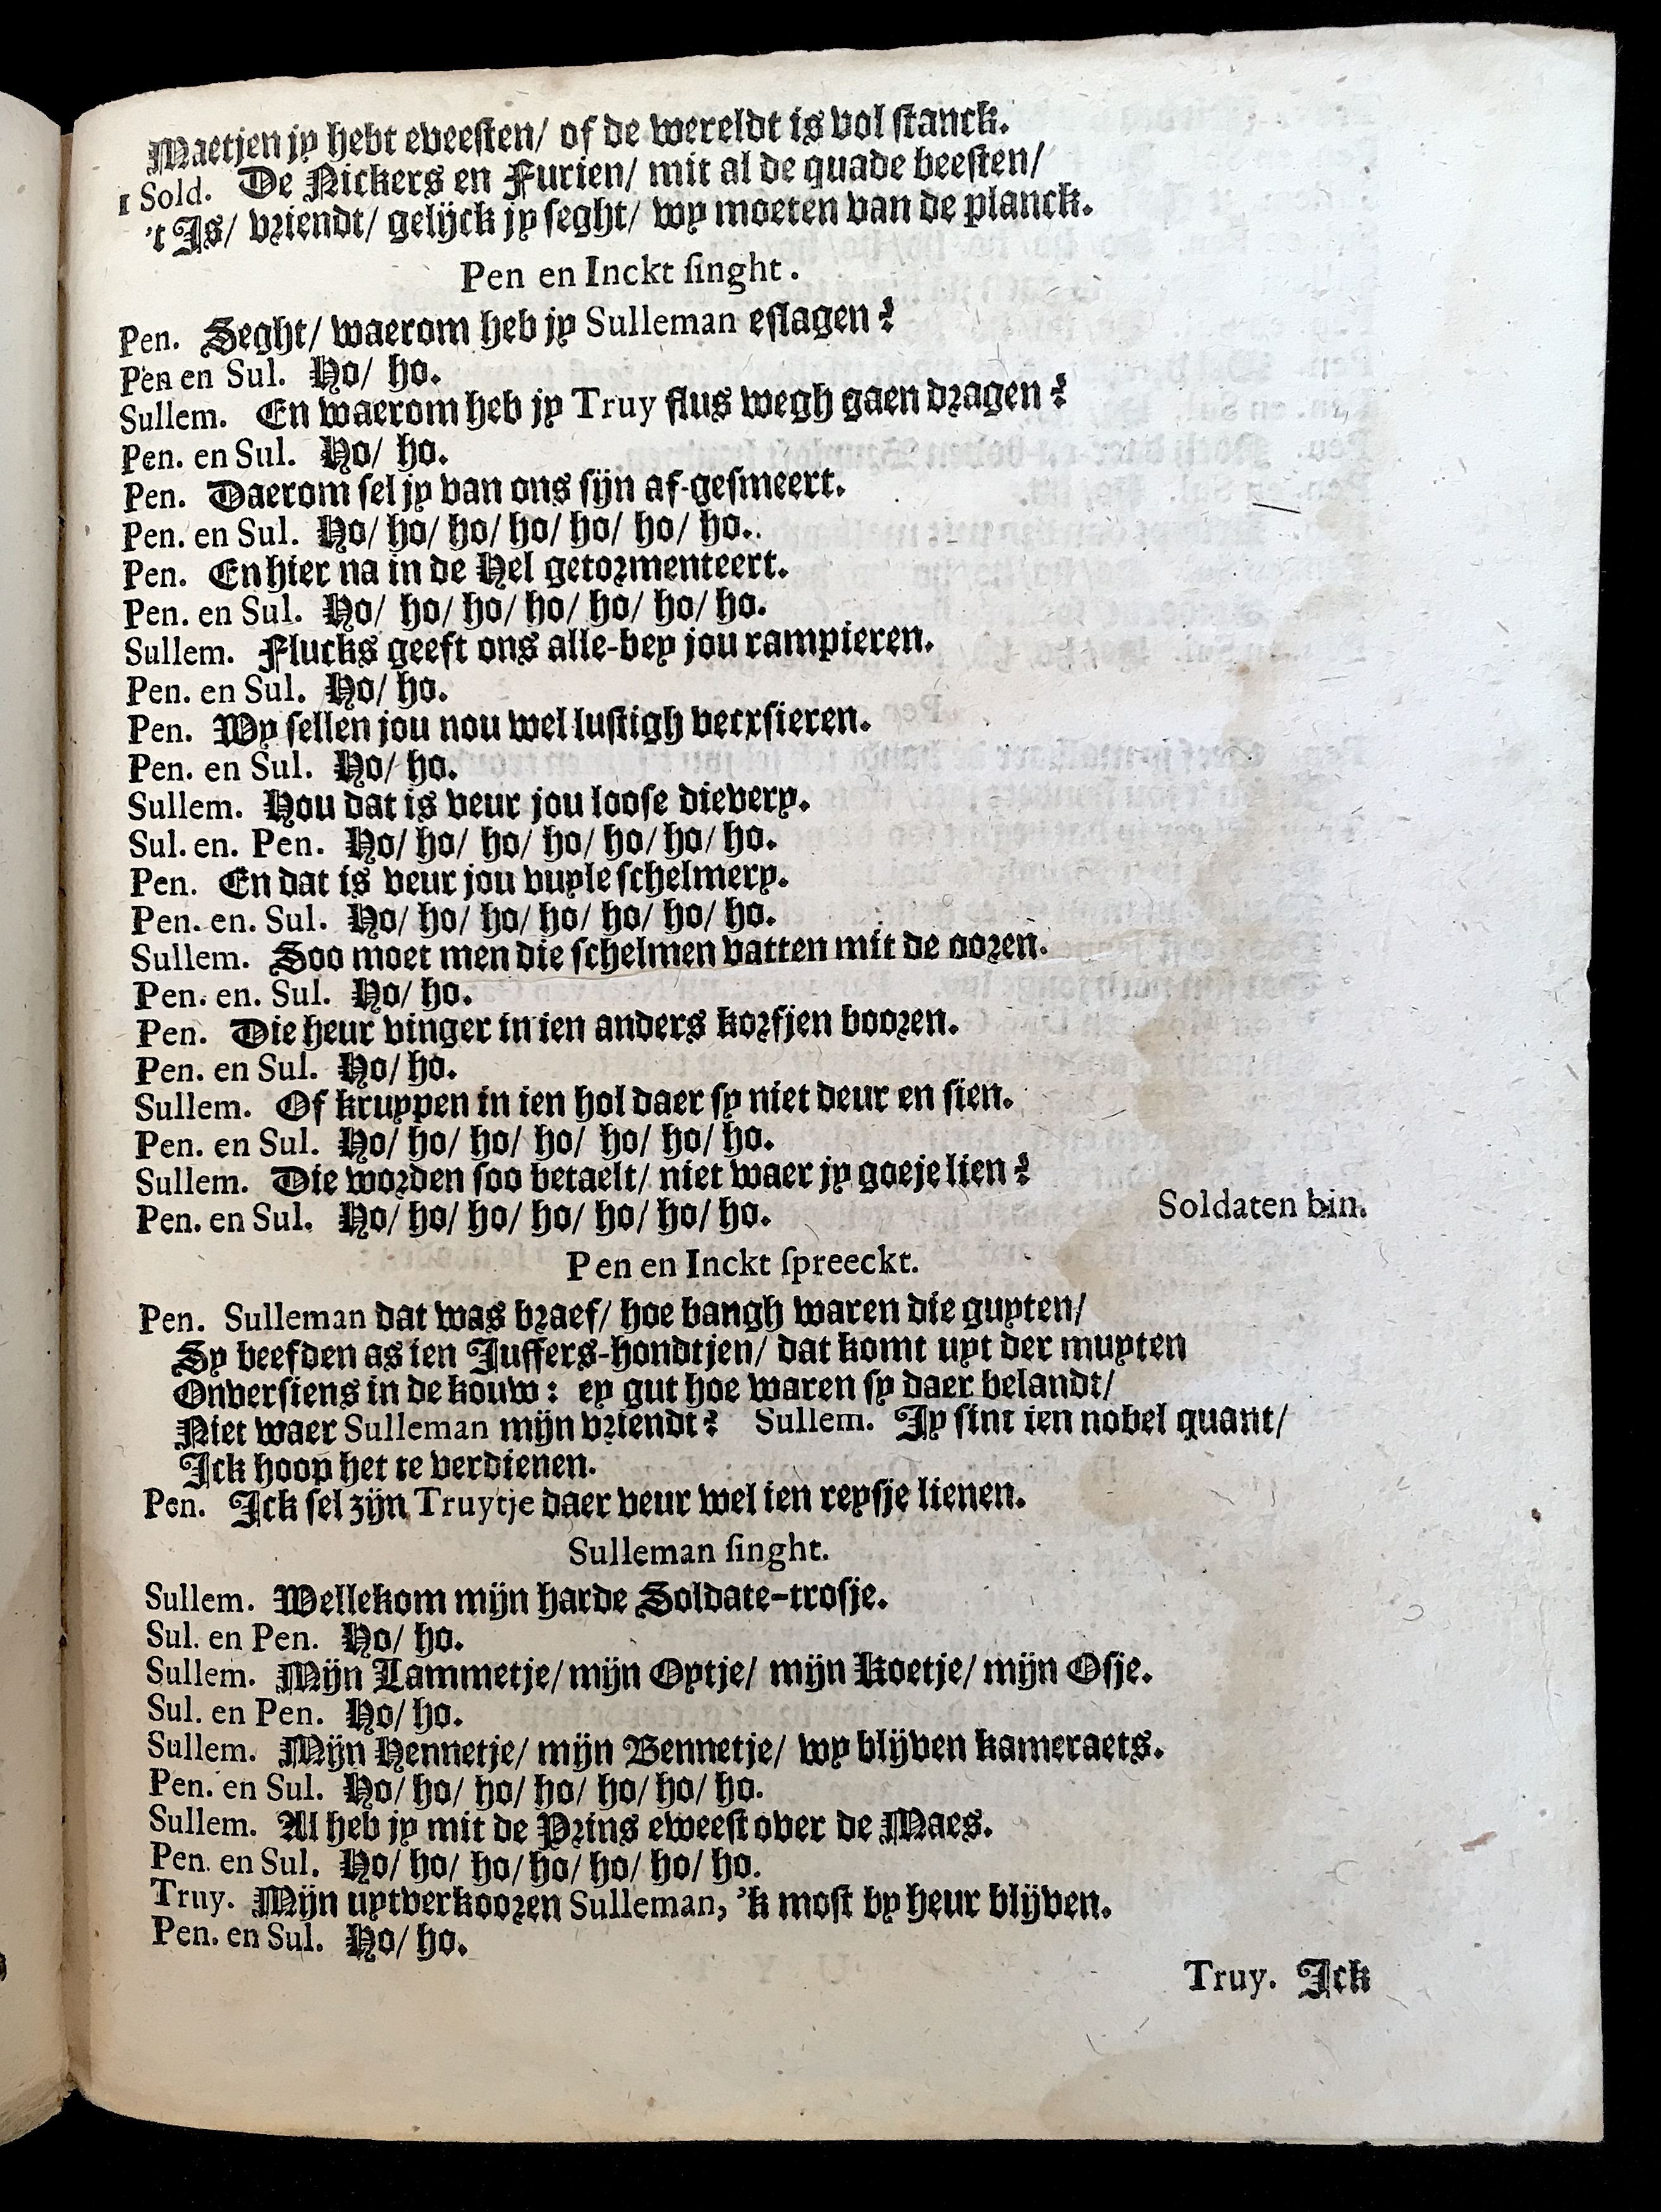 Maetjen jy hebt eveesten/ of de wereldt is vol stanck.
1 Sold. De Nickers en Furien/ mit al de quade beesten/
't Is/ vriendt/ gelijck jy seght/ wy moeten van de planck.
Pen en Inckt singht.
Pen. Seght/ waerom heb jy Sulleman eslagen?
Pen en Sul. Ho/ ho.
Sullem. En waerom heb jy Truy flus wegh gaen dragen?
Pen. en Sul. Ho/ ho.
Pen. Daerom sel jy van ons sijn af-gesmeert.
Pen. en Sul. Ho/ ho/ ho/ ho/ ho/ ho/ ho.
Pen. En hier na in de Hel getormenteert.
Pen. en Sul. Ho/ ho/ ho/ ho/ ho/ ho/ ho.
Sullem. Flucks geeft ons alle-bey jou rampieren.
Pen. en Sul. Ho/ ho.
Pen. Wy sellen jou nou wel lustigh verxsieren.
Pen. en Sul. Ho/ ho.
Sullem. Hou dat is veur jou loose dievery.
Sul. en. Pen. Ho/ ho/ ho/ ho/ ho/ ho/ ho.
Pen. En dat is veur jou vuyle schelmery.
Pen. en. Sul. Ho/ ho/ ho/ ho/ ho/ ho/ ho.
Sullem. Soo moet men die schelmen vatten mit de ooren.
Pen. en. Sul. Ho/ ho.
Pen. Die heur vinger in ien anders korfjen booren.
Pen. en Sul. Ho/ ho.
Sullem. Of kruypen in ien hol daer sy niet deur en sien.
Pen. en Sul. Ho/ ho/ ho/ ho/ ho/ ho/ ho.
Sullem. Die worden soo betaelt/ niet waer jy goeje lien?
Pen. en Sul. Ho/ ho/ ho/ ho/ ho/ ho/ ho. Soldaten bin.
Pen en Inckt spreeckt.
Pen. Sulleman dat was braef/ hoe bangh waren die guyten/
Sy beefden as ien Juffers-hondtjen/ dat komt uyt der muyten
Onversiens in de kouw: ey gut hoe waren sy daer belandt/
Niet waer Sulleman mijn vriendt? Sullem. Jy sint ien nobel quant/
Ick hoop het te verdienen.
Pen. Ick sel zijn Truytje daer veur wel ien reysje lienen.
Sulleman singht.
Sullem. Wellekom mijn harde Soldate-trosje.
Sul. en Pen. Ho/ ho.
Sullem. Mijn Lammetje/ mijn Oytje/ mijn Koetje/ mijn Osje.
Sul. en Pen. Ho/ ho.
Sullem. Mijn Hennetje/ mijn Bennetje/ wy blijven kameraets.
Pen. en Sul. Ho/ ho/ ho/ ho/ ho/ ho/ ho.
Sullem. Al heb jy mit de Prins eweest over de Maes.
Pen. en Sul. Ho/ ho/ ho/ ho/ ho/ ho/ ho.
Truy. Mijn uytverkooren Sulleman, 'k most by heur blijven.
Pen. en Sul. Ho/ ho.
Truy. Ick